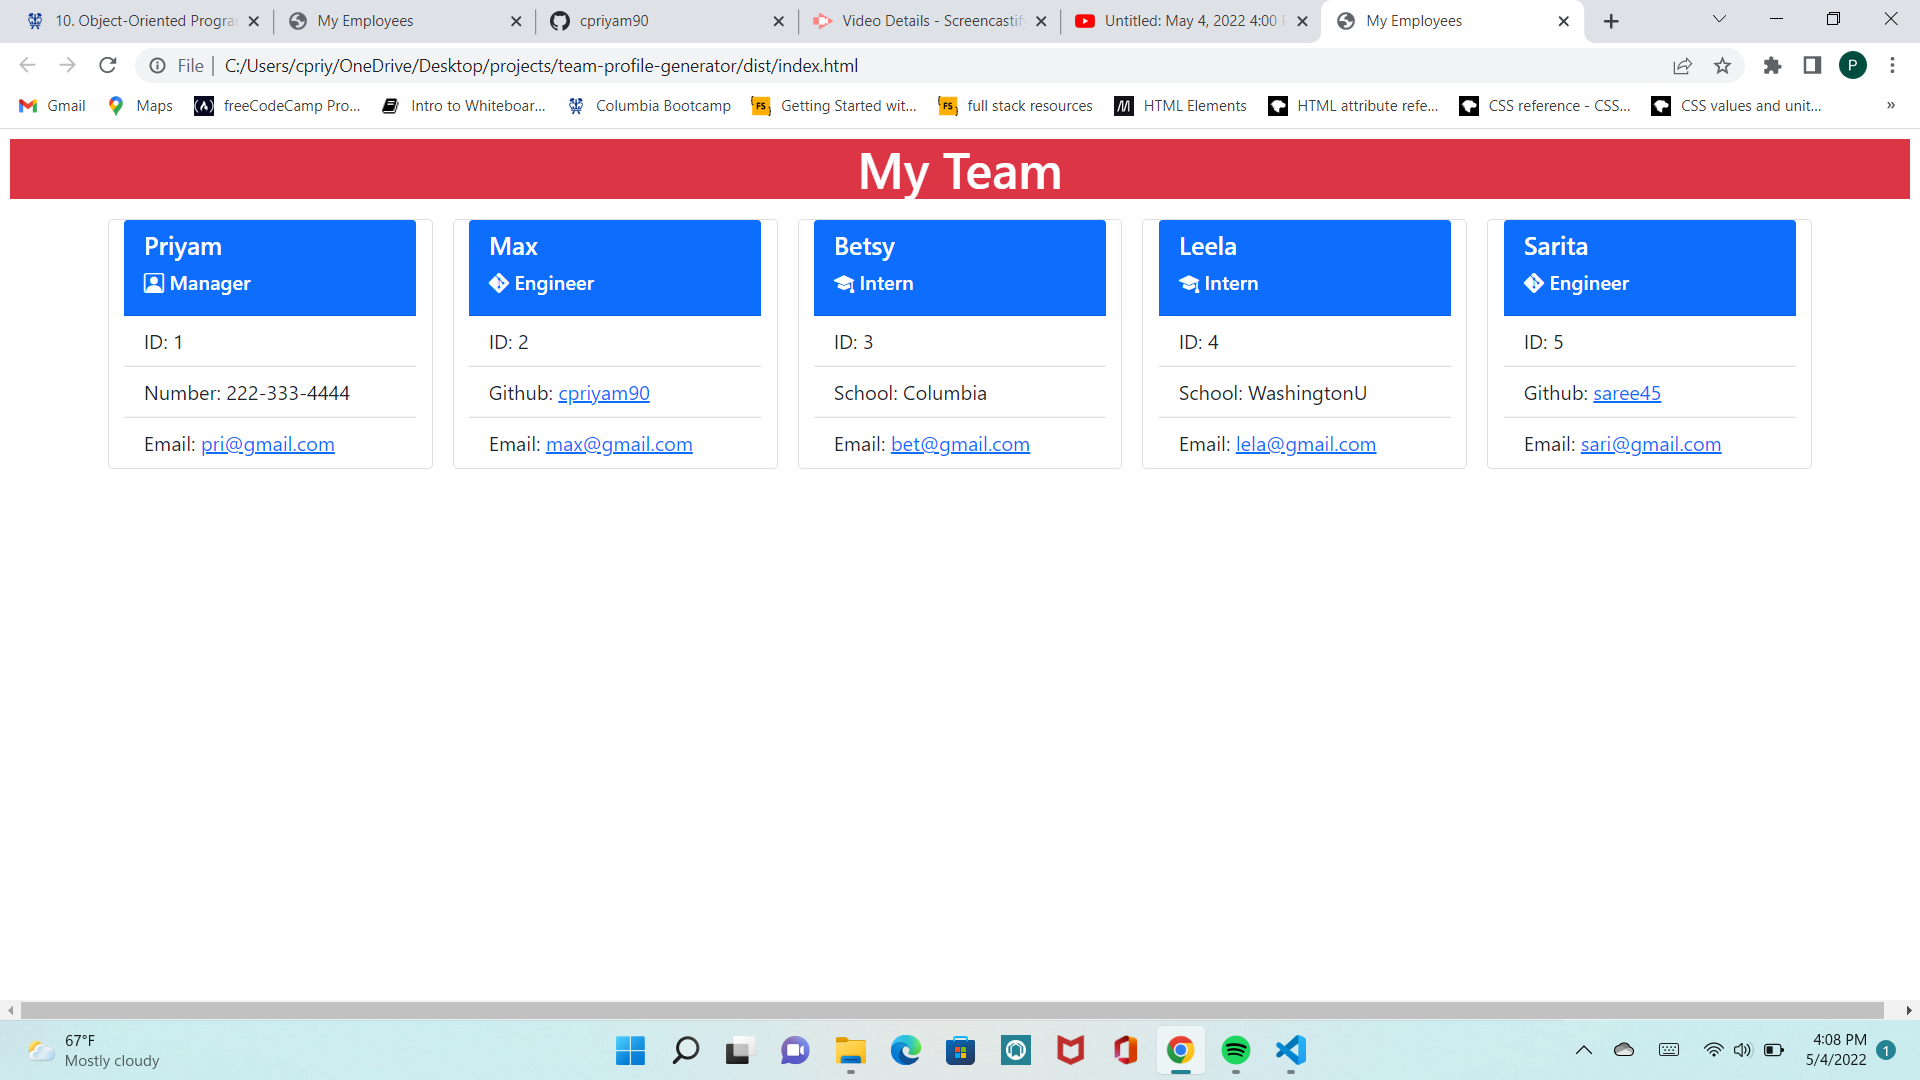 10. Object-Oriented Progra
My Employees
cpriyam90
Video Details - Screencastif
Untitled: May 4, 2022 4:00
My Employees
File
C:/Users/cpriy/OneDrive/Desktop/projects/team-profile-generator/dist/index.html
P
Gmail
Maps
freeCodeCamp Pro...
Intro to Whiteboar...
Columbia Bootcamp
FS Getting Started wit...
FS full stack resources
HTML Elements
HTML attribute refe...
CSS reference - CSS...
CSS values and unit...
»
My Team
Priyam
Manager
ID: 1
Number: 222-333-4444
Email: pri@gmail.com
Max
Engineer
ID: 2
Github: cpriyam90
Email: max@gmail.com
Betsy
Intern
ID: 3
School: Columbia
Email: bet@gmail.com
Leela
Intern
ID: 4
School: WashingtonU
Email: lela@gmail.com
Sarita
Engineer
ID: 5
Github: saree45
Email: sari@gmail.com
67°F
Mostly cloudy
4:08 PM
5/4/2022
1